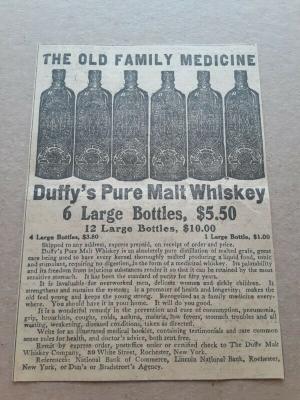 THE OLD FAMILY MEDICINE
Duffy's Pure Malt Whiskey
6 Large Bottles, $5.50
12 Large Bottles, $10.00
4 Large Bottles, $3.80 1 Large Bottle, $1.00
Shipped to any address, express prepaid, on receipt of order and price.
Duffy's Pure Malt Whiskey is an absolutely pure distillation of malted grain, great
care being used to have every kernel thoroughly malted producing a liquid food, tonic
and stimulant, requiring no digestion, in the form of a medicinal whiskey. Its palatability
and its freedom from injurious substances render it so that it can be retained by the most
sensitive stomach. It has been the standard of purity for fifty years.
It is invaluable for overworked men, delicate women and sickly children. It
strengthens and sustains the system; is a promoter of health and longevity; makes the
old feel young and keeps the young strong. Recognized as a family medicine every-
where. You should have it in your home. It will do you good.
It is a wonderful remedy in the prevention and cure of consumption, pneumonia,
grip, bronchitis, coughs, colds, asthma, malaria, low fevers, stomach troubles and all
wasting, weakening, diseased conditions, taken as directed.
Write for an illustrated medical booklet, containing testimonials and rare common
sense rules for health, and doctor's advice, both sent free.
Remit by express order, postoffice order or certified check to The Duffy Malt
Whiskey Company, 89 White Street, Rochester, New York.
References: National Bank of Commerce, Lincoln National Bank, Rochester,
New York, or Dun's or Bradstreet's Agency.